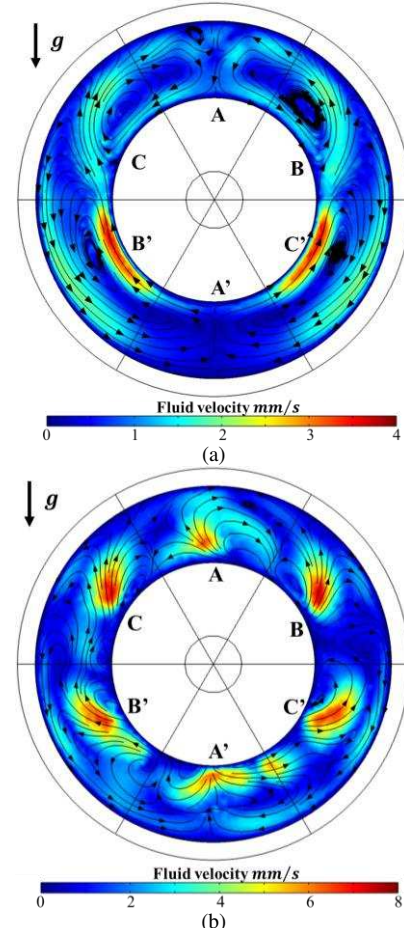 g
A
C
B
B'
C'
A'
Fluid velocity mm/s
0 1 2 3 4
(a)
g
A
C
B
B'
C'
A'
Fluid velocity mm/s
0 2 4 6 8
(b)